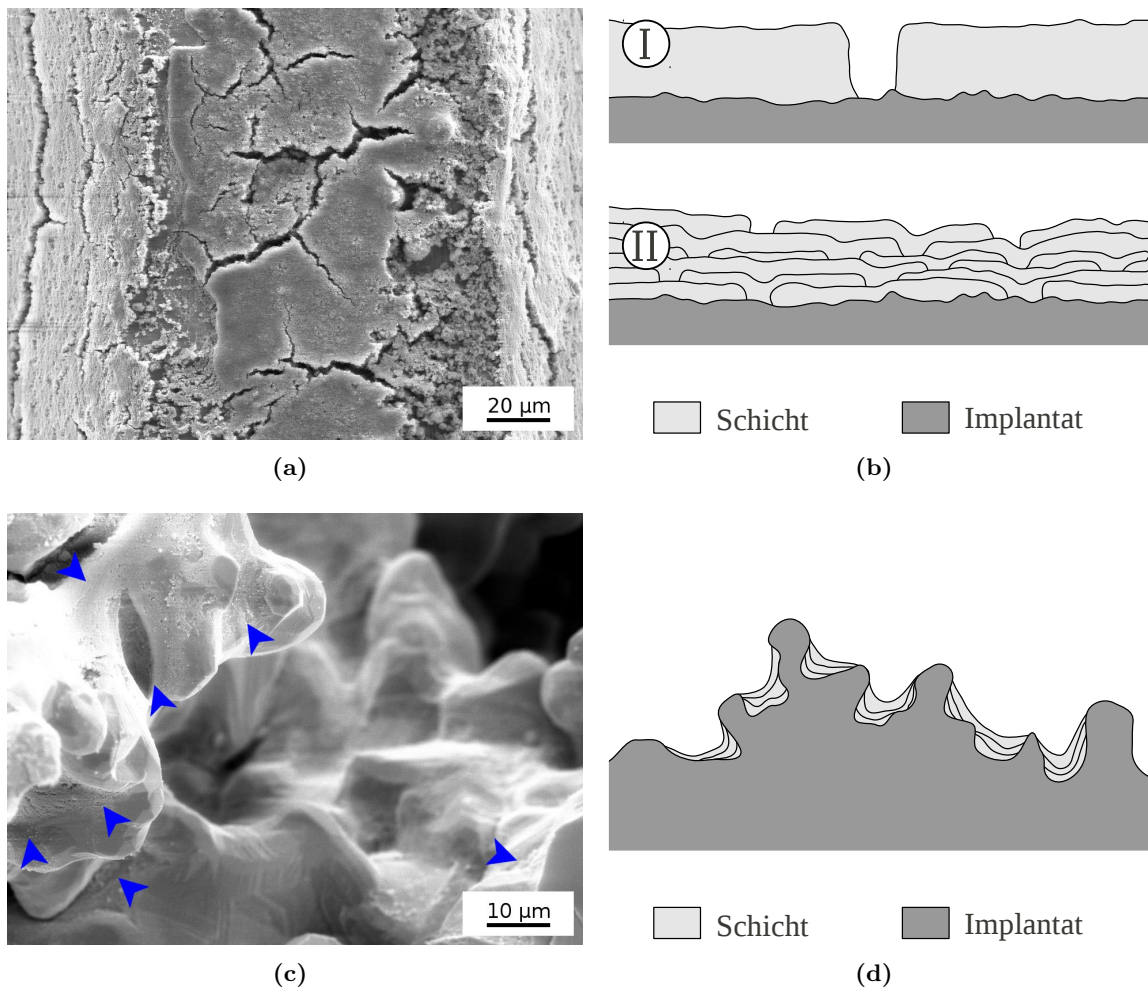 I
20 µm
II
Schicht
Implantat
(a)
(b)
10 µm
Schicht
Implantat
(c)
(d)